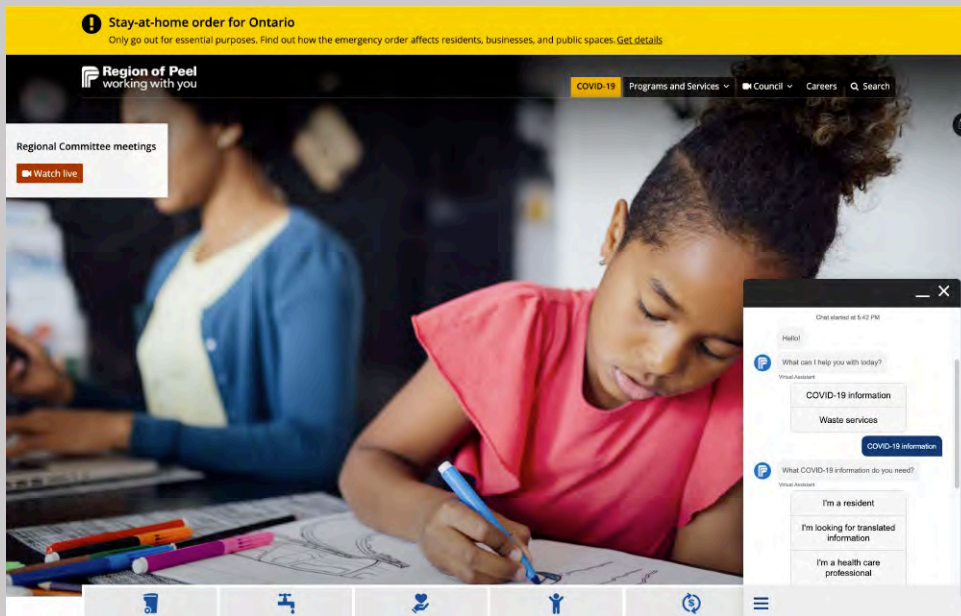 Stay-at-home order for Ontario
Only go out for essential purposes. Find out how the emergency order affects residents, businesses, and public spaces. Get details
Region of Peel
working with you
COVID-19 Programs and Services Council Careers Search
Regional Committee meetings
Watch live
Chat started at 5:42 PM
Hello!
What can I help you with today?
Virtual Assistant
COVID-19 information
Waste services
COVID-19 information
What COVID-19 information do you need?
Virtual Assistant
I'm a resident
I'm looking for translated
information
I'm a health care
professional